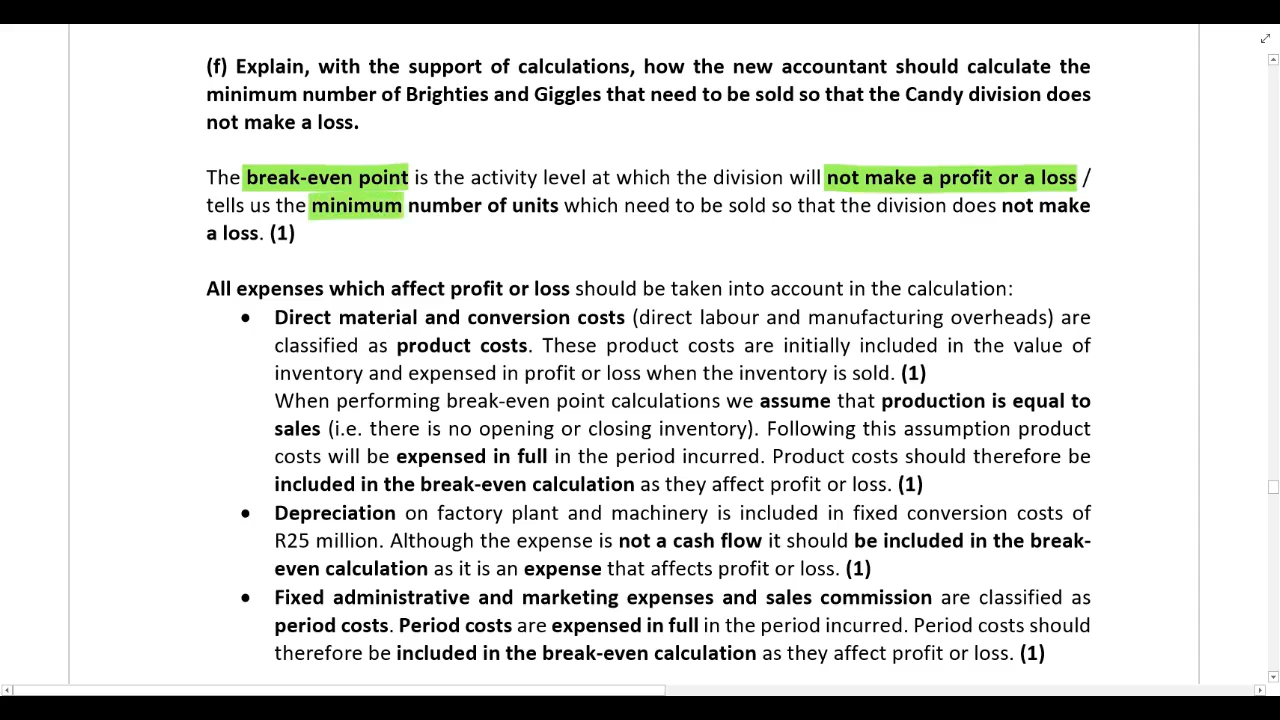 (f) Explain, with the support of calculations, how the new accountant should calculate the
minimum number of Brighties and Giggles that need to be sold so that the Candy division does
not make a loss.
The break-even point is the activity level at which the division will not make a profit or a loss /
tells us the minimum number of units which need to be sold so that the division does not make
a loss. (1)
All expenses which affect profit or loss should be taken into account in the calculation:
• Direct material and conversion costs (direct labour and manufacturing overheads) are
classified as product costs. These product costs are initially included in the value of
inventory and expensed in profit or loss when the inventory is sold. (1)
When performing break-even point calculations we assume that production is equal to
sales (i.e. there is no opening or closing inventory). Following this assumption product
costs will be expensed in full in the period incurred. Product costs should therefore be
included in the break-even calculation as they affect profit or loss. (1)
• Depreciation on factory plant and machinery is included in fixed conversion costs of
R25 million. Although the expense is not a cash flow it should be included in the break-
even calculation as it is an expense that affects profit or loss. (1)
• Fixed administrative and marketing expenses and sales commission are classified as
period costs. Period costs are expensed in full in the period incurred. Period costs should
therefore be included in the break-even calculation as they affect profit or loss. (1)